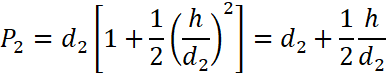 P₂ = d₂ [1 + 1/2 (h/d₂)²] = d₂ + 1/2 h/d₂